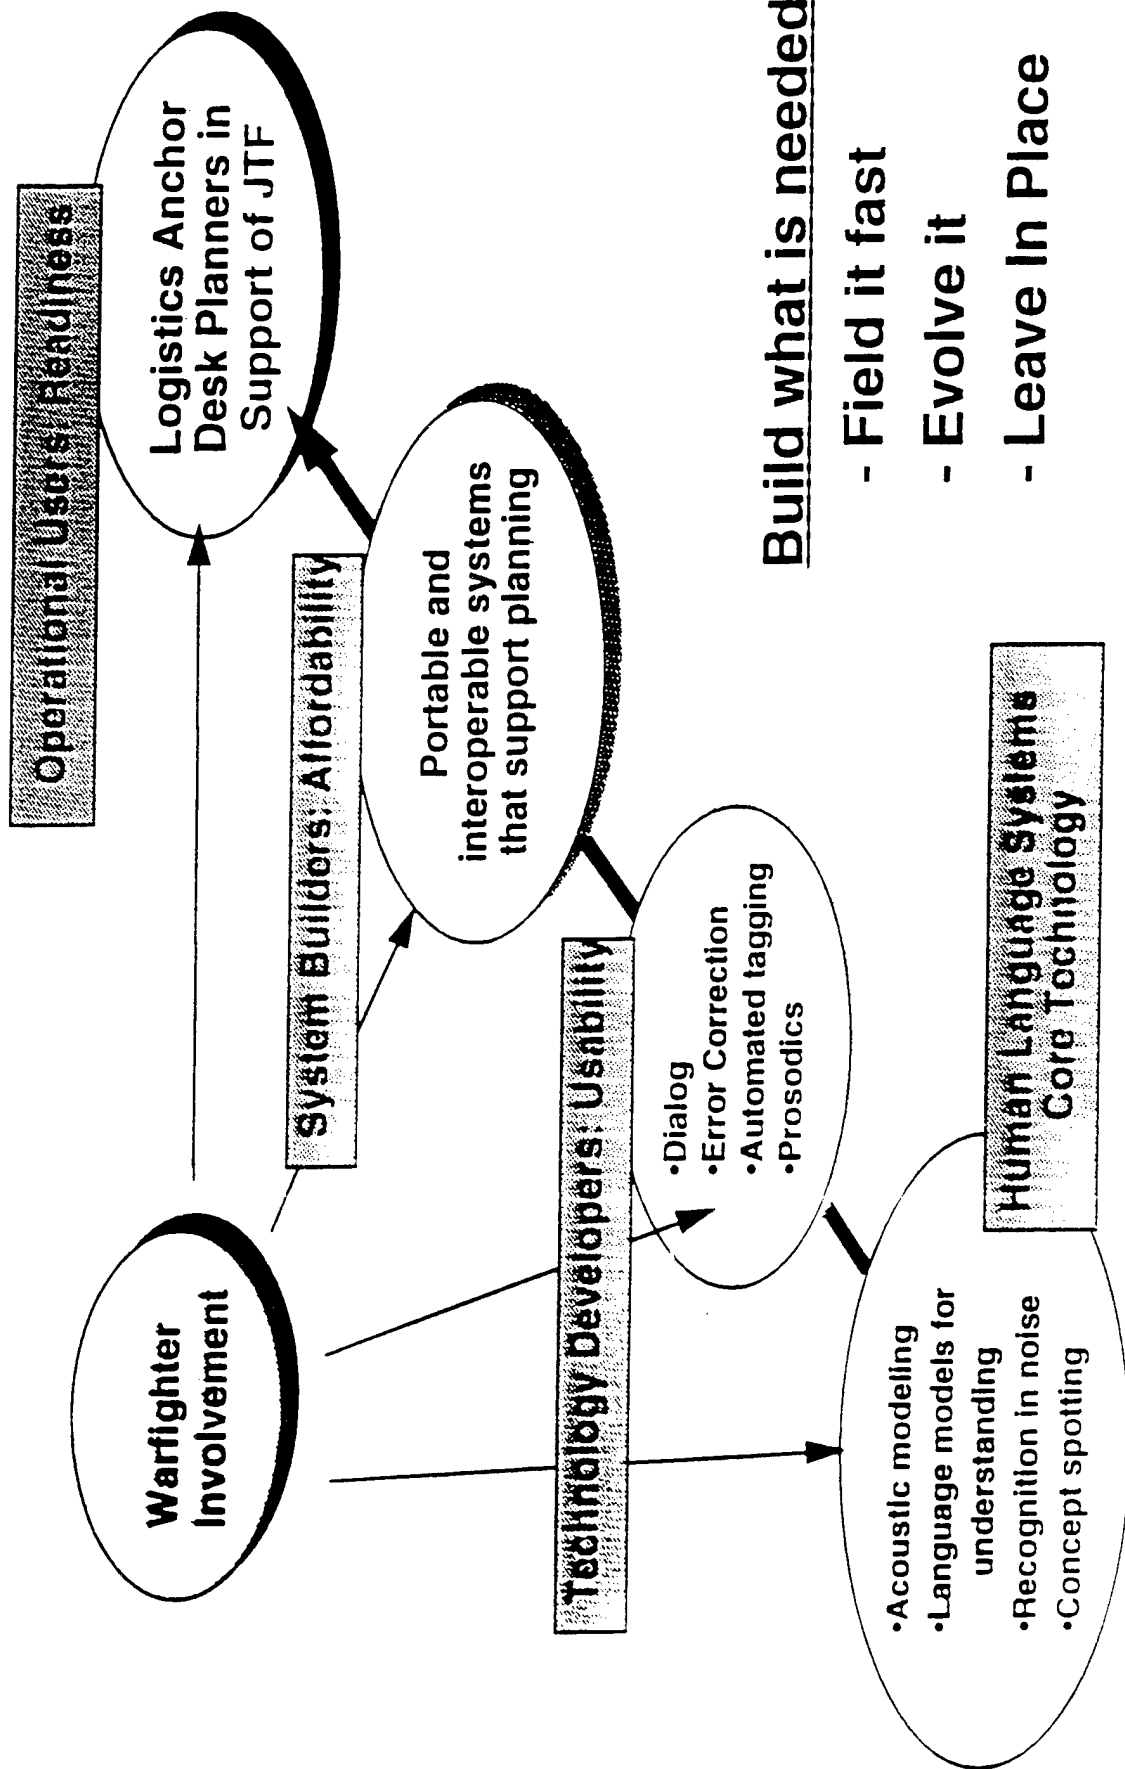 Operational Users: Readiness
Warfighter
Involvement
Logistics Anchor
Desk Planners in
Support of JTF
System Builders: Affordability
Portable and
interoperable systems
that support planning
Technology Developers: Usability
•Dialog
•Error Correction
•Automated tagging
•Prosodics
•Acoustic modeling
•Language models for
understanding
•Recognition in noise
•Concept spotting
Human Language Systems
Core Technology
Build what is needed
- Field it fast
- Evolve it
- Leave In Place